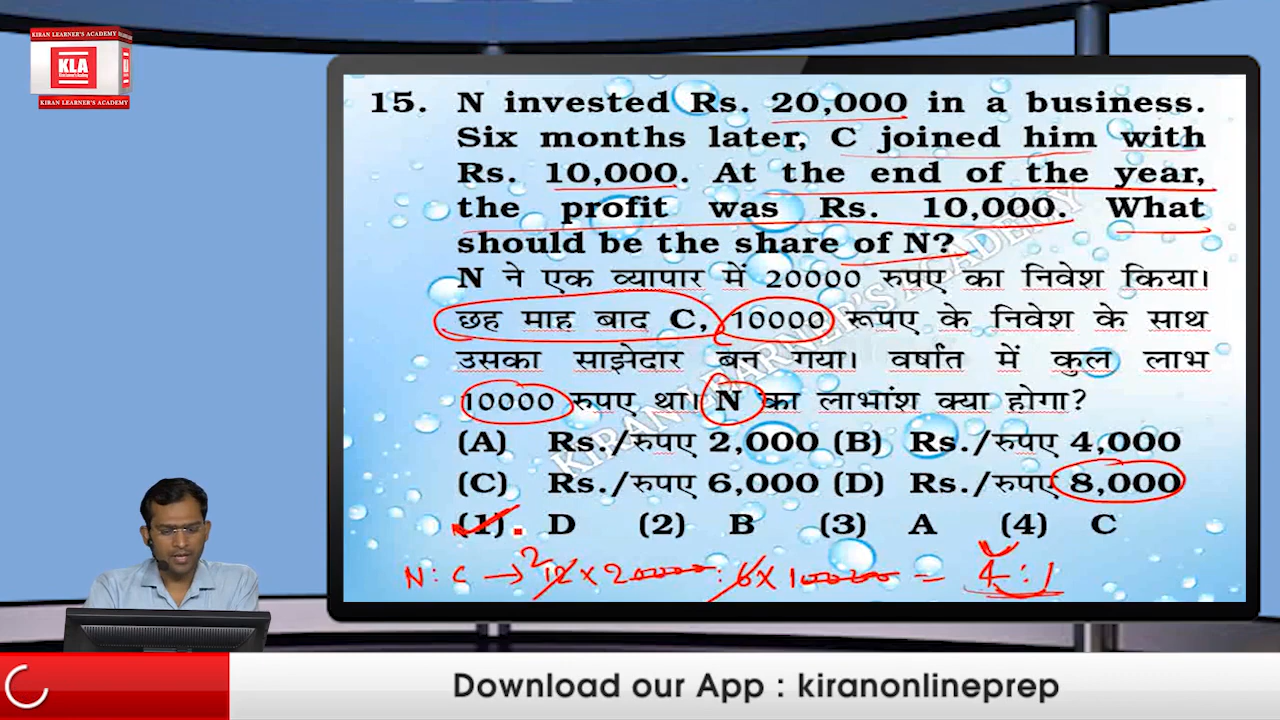 KIRAN LEARNER'S ACADEMY
KLA
KIRAN LEARNER'S ACADEMY
15. N invested Rs. 20,000 in a business.
Six months later, C joined him with
Rs. 10,000. At the end of the year,
the profit was Rs. 10,000. What
should be the share of N?
N ने एक व्यापार में 20000 रुपए का निवेश किया।
छह माह बाद C, 10000 रूपए के निवेश के साथ
उसका साझेदार बन गया। वर्षांत में कुल लाभ
10000 रुपए था। N का लाभांश क्या होगा?
(A) Rs./रुपए 2,000 (B) Rs./रुपए 4,000
(C) Rs./रुपए 6,000 (D) Rs./रुपए 8,000
(1). D (2) B (3) A (4) C
N : C → 12 × 20000 : 6 × 10000 = 4 : 1
2
KIRAN LEARNER'S ACADEMY
Download our App : kiranonlineprep